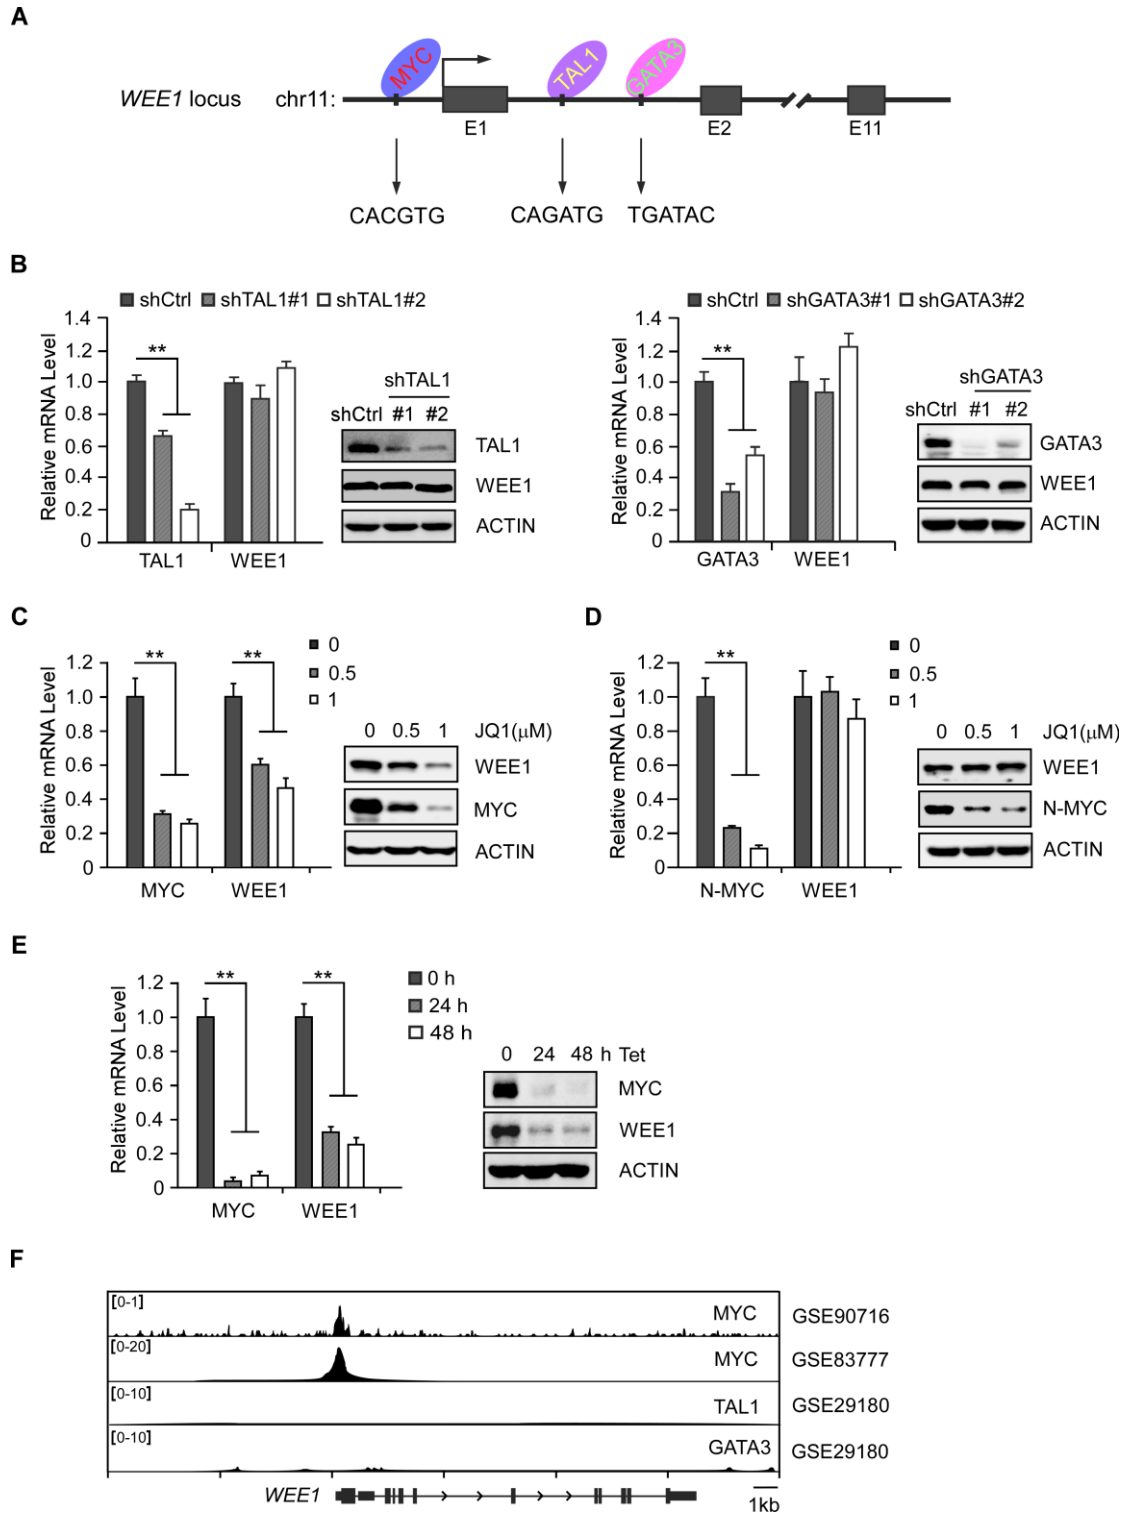 A
MYC TAL1 GATA3
WEE1 locus chr11:
E1 E2 E11
CACGTG CAGATG TGATAC
B
shCtrl shTAL1#1 shTAL1#2
Relative mRNA Level
1.4
1.2
1.0
0.8
0.6
0.4
0.2
0
**
TAL1 WEE1
shTAL1
shCtrl #1 #2
TAL1
WEE1
ACTIN
shCtrl shGATA3#1 shGATA3#2
Relative mRNA Level
1.4
1.2
1.0
0.8
0.6
0.4
0.2
0
**
GATA3 WEE1
shGATA3
shCtrl #1 #2
GATA3
WEE1
ACTIN
C
0
0.5
1
Relative mRNA Level
1.2
1.0
0.8
0.6
0.4
0.2
0
** **
MYC WEE1
0 0.5 1 JQ1(μM)
WEE1
MYC
ACTIN
D
0
0.5
1
Relative mRNA Level
1.2
1.0
0.8
0.6
0.4
0.2
0
**
N-MYC WEE1
0 0.5 1 JQ1(μM)
WEE1
N-MYC
ACTIN
E
0 h
24 h
48 h
Relative mRNA Level
1.2
1.0
0.8
0.6
0.4
0.2
0
** **
MYC WEE1
0 24 48 h Tet
MYC
WEE1
ACTIN
F
[0-1] MYC GSE90716
[0-20] MYC GSE83777
[0-10] TAL1 GSE29180
[0-10] GATA3 GSE29180
WEE1 1kb